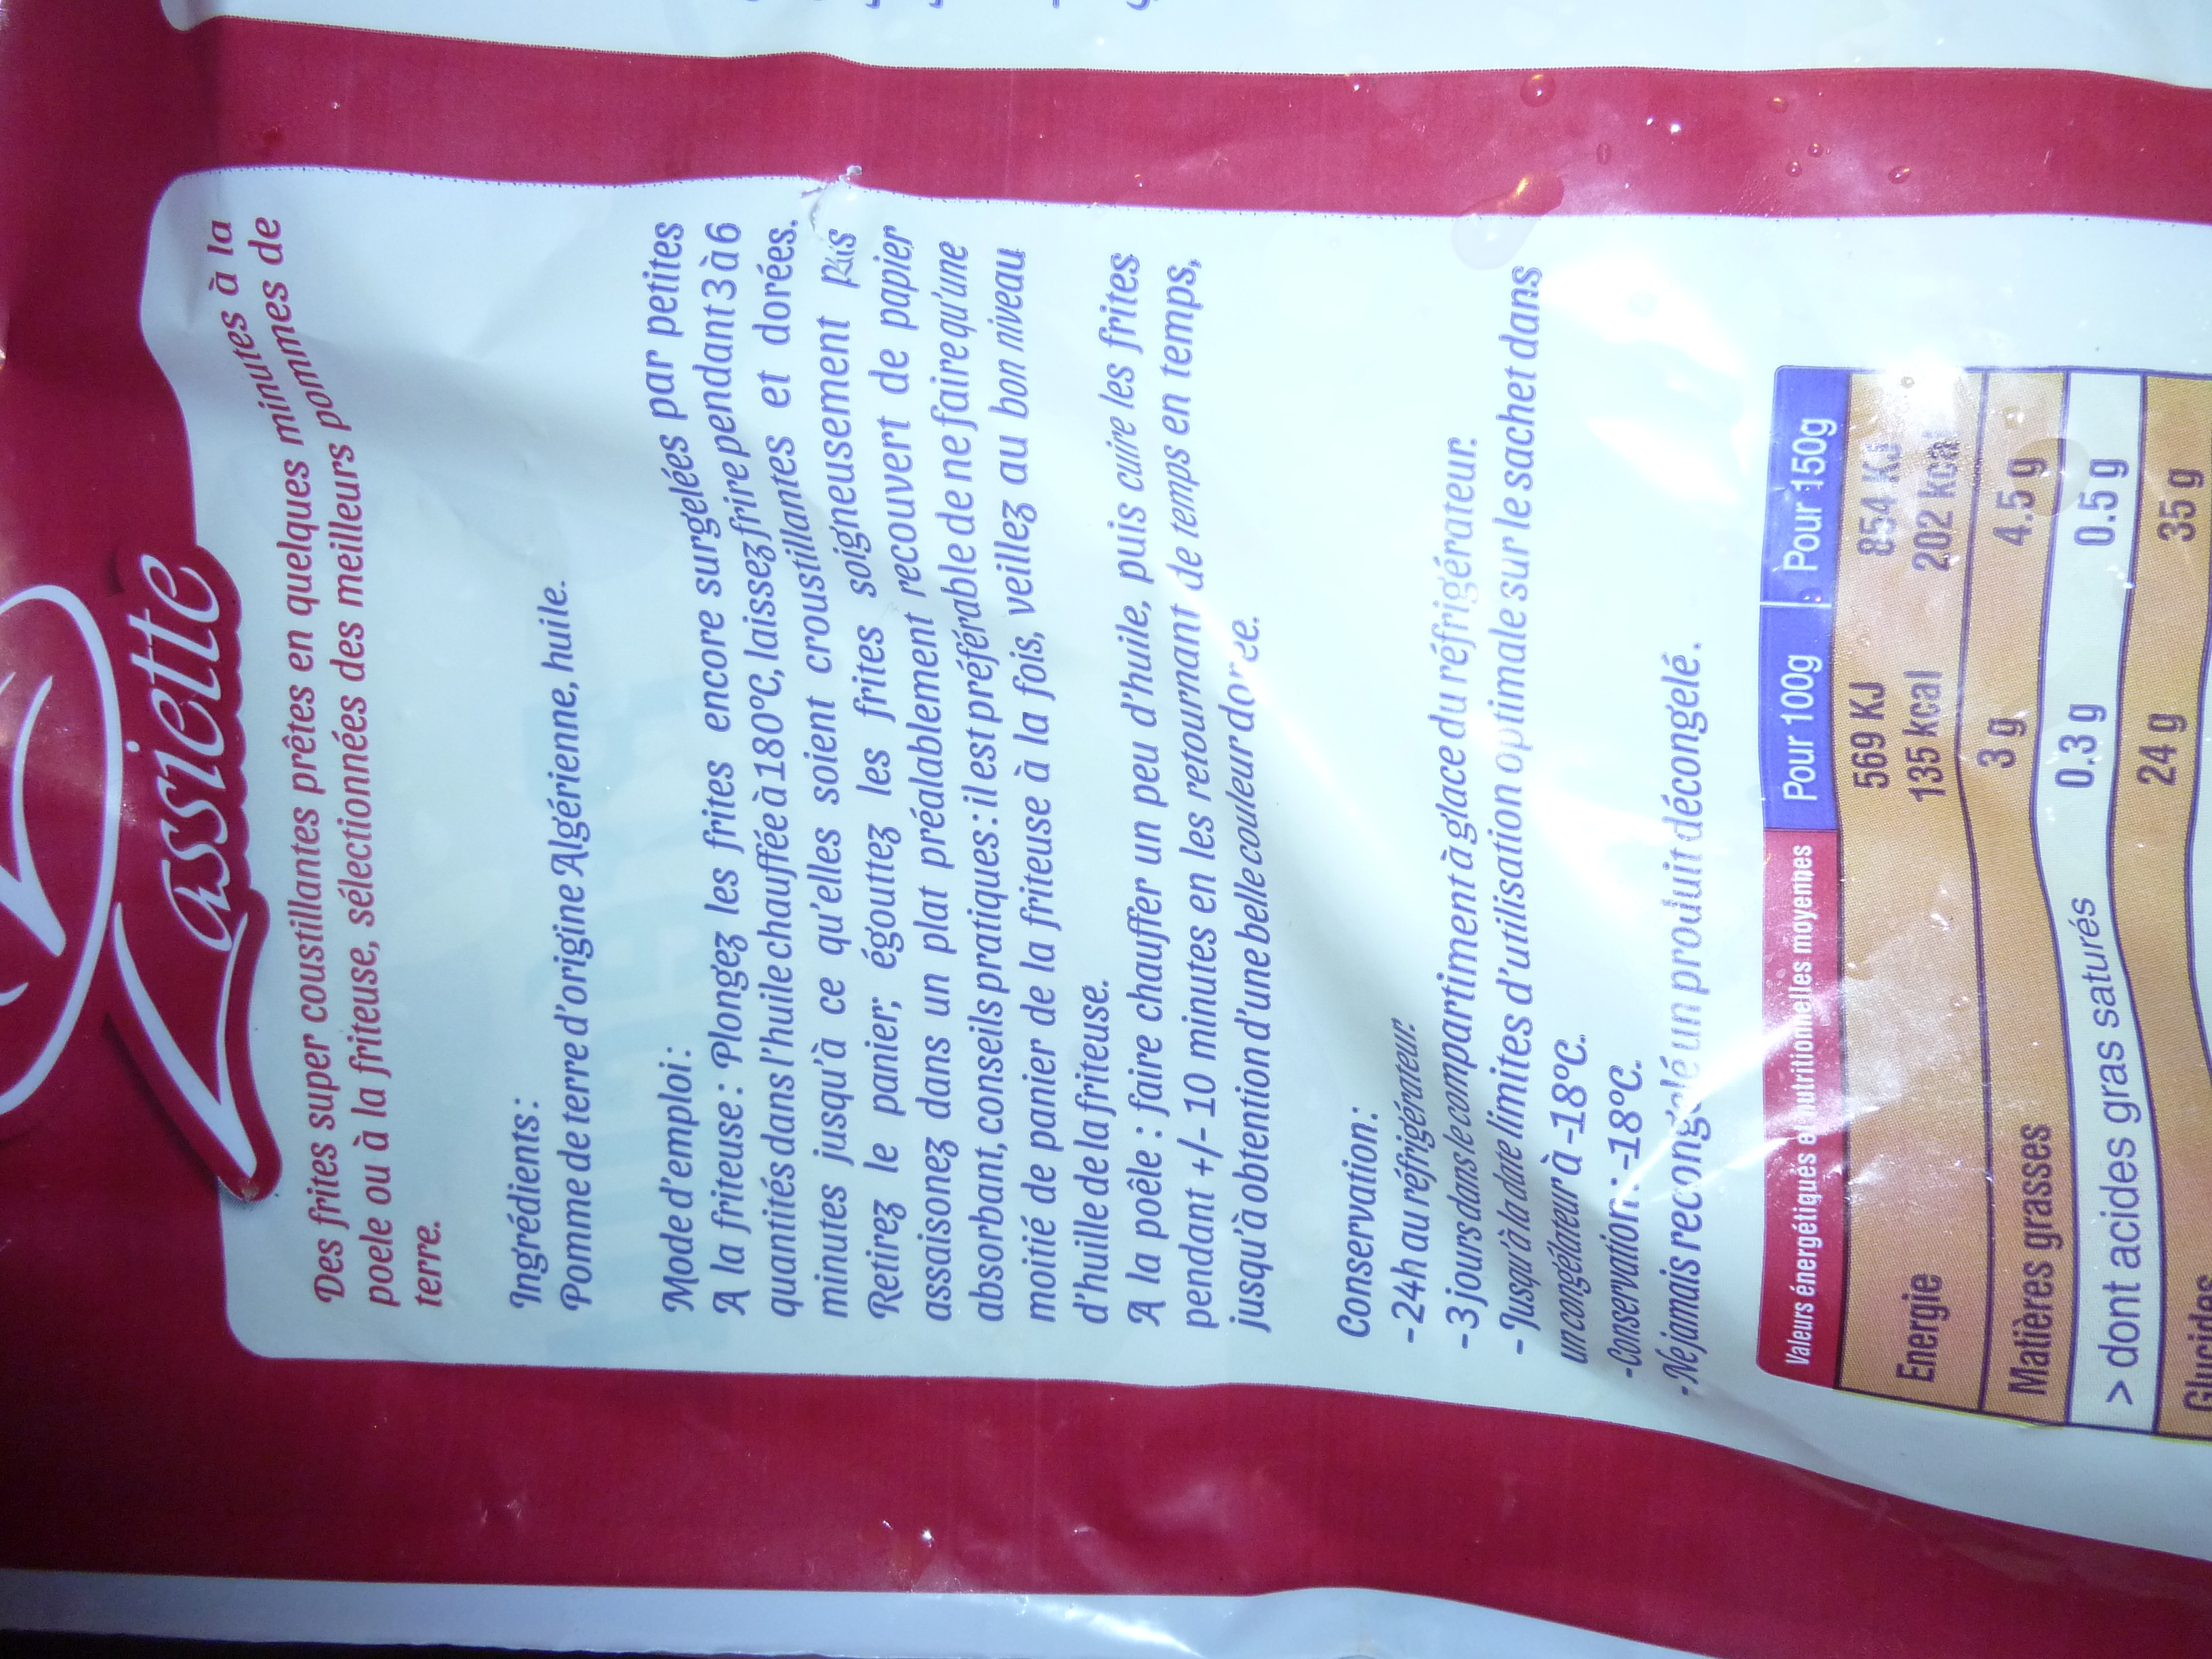 assiette
Des frites super coustillantes prêtes en quelques minutes à la
poele ou à la friteuse, sélectionnées des meilleurs pommes de
terre.
Ingrédients :
Pomme de terre d'origine Algérienne, huile.
Mode d'emploi :
A la friteuse : Plongez les frites encore surgelées par petites
quantités dans l'huile chauffée à 180°C, laissez frire pendant 3 à 6
minutes jusqu'à ce qu'elles soient croustillantes et dorées.
Retirez le panier, égouttez les frites soigneusement puis
assaisonez dans un plat préalablement recouvert de papier
absorbant, conseils pratiques : il est préférable de ne faire qu'une
moitié de panier de la friteuse à la fois, veillez au bon niveau
d'huille de la friteuse.
A la poêle : faire chauffer un peu d'huile, puis cuire les frites
pendant +/- 10 minutes en les retournant de temps en temps,
jusqu'à obtention d'une belle couleur doree.
Conservation :
- 24h au réfrigérateur.
- 3 jours dans le compartiment à glace du réfrigérateur.
- Jusqu'à la date limites d'utilisation optimale sur le sachet dans
un congélateur à -18°C.
-Conservation : -18°C.
- Ne jamais recongelé un produit décongelé.
Valeurs énergétiques et nutritionnelles moyennes Pour 100g Pour 150g
Energie 569 KJ 854 KJ
135 kcal 202 kcal
Matières grasses 3 g 4.5 g
> dont acides gras saturés 0.3 g 0.5 g
Glucides 24 g 35 g